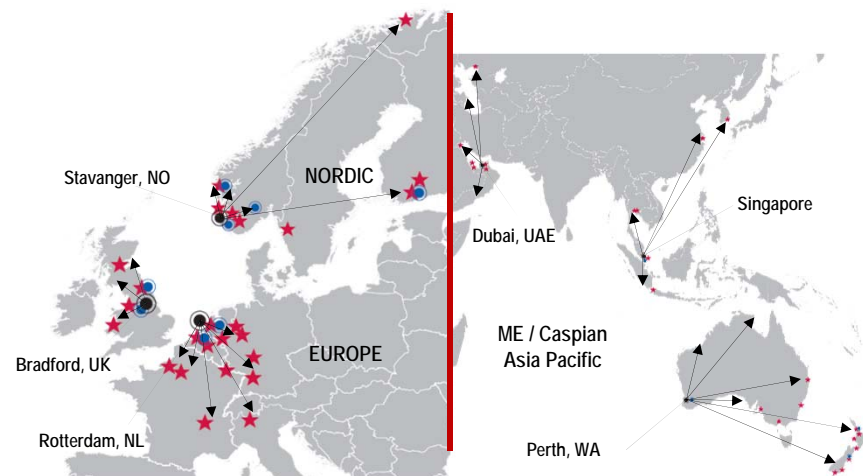 Stavanger, NO
NORDIC
Bradford, UK
EUROPE
Rotterdam, NL
Singapore
Dubai, UAE
ME / Caspian
Asia Pacific
Perth, WA